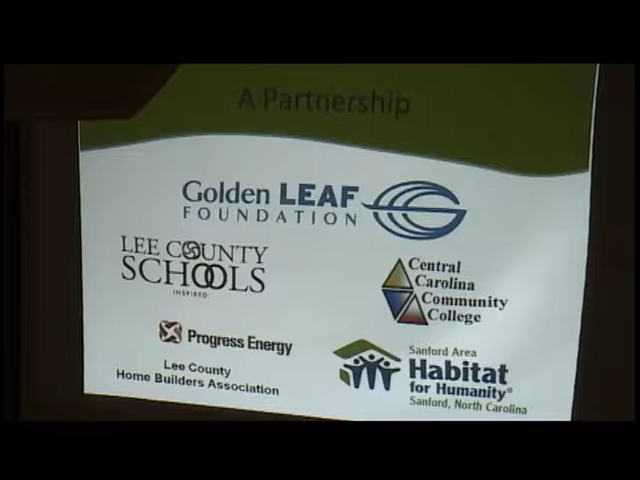 A Partnership
Golden LEAF
FOUNDATION
LEE COUNTY
SCHOOLS
INSPIRED
Central
Carolina
Community
College
Progress Energy
Lee County
Home Builders Association
Sanford Area
Habitat
for Humanity®
Sanford, North Carolina